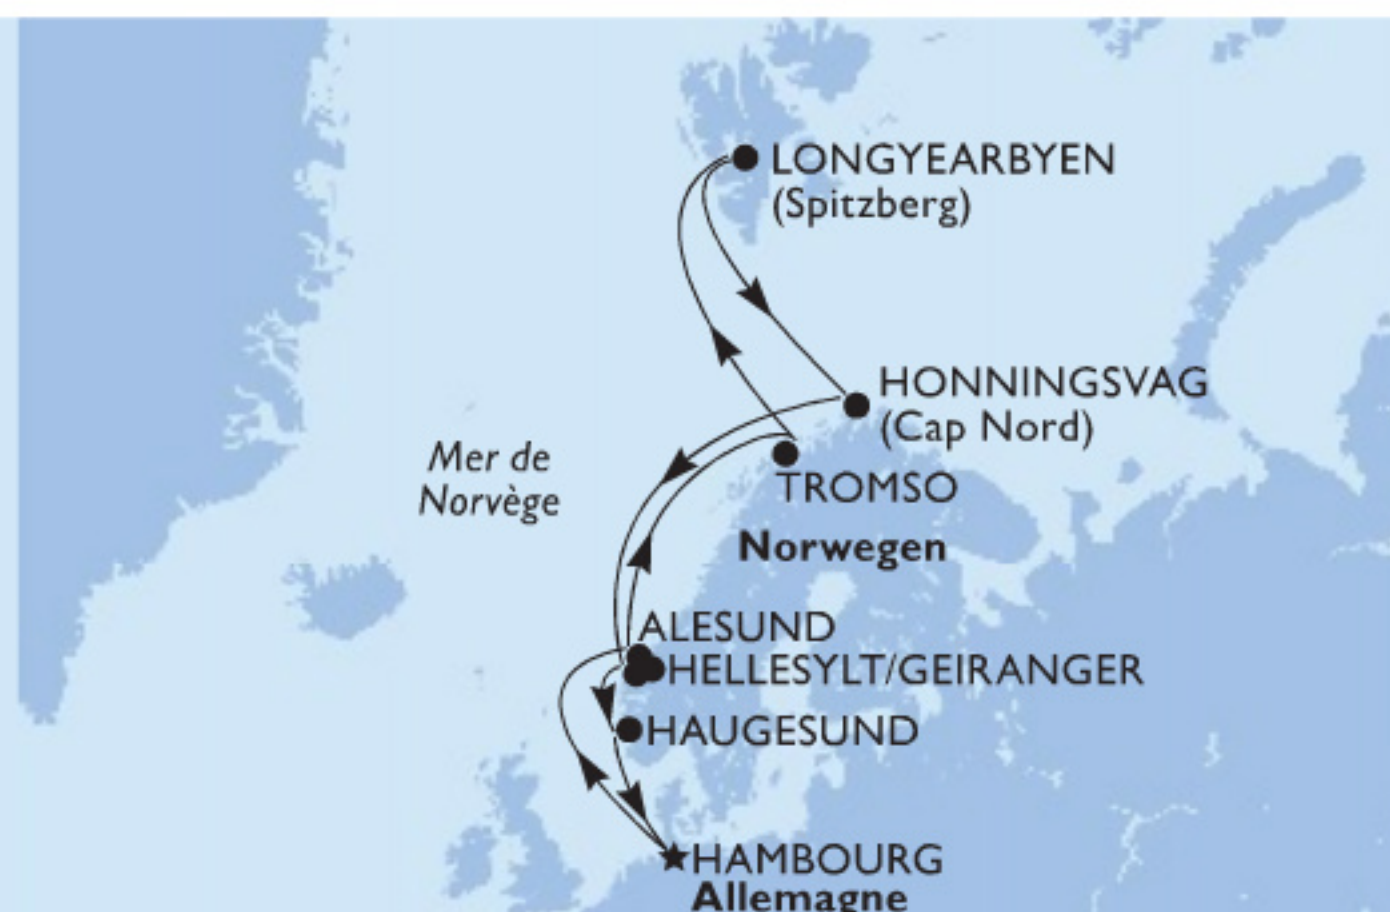 LONGYEARBYEN
(Spitzberg)
HONNINGSVAG
(Cap Nord)
Mer de
Norvège
TROMSO
Norwegen
ALESUND
HELLESYLT/GEIRANGER
HAUGESUND
HAMBOURG
Allemagne